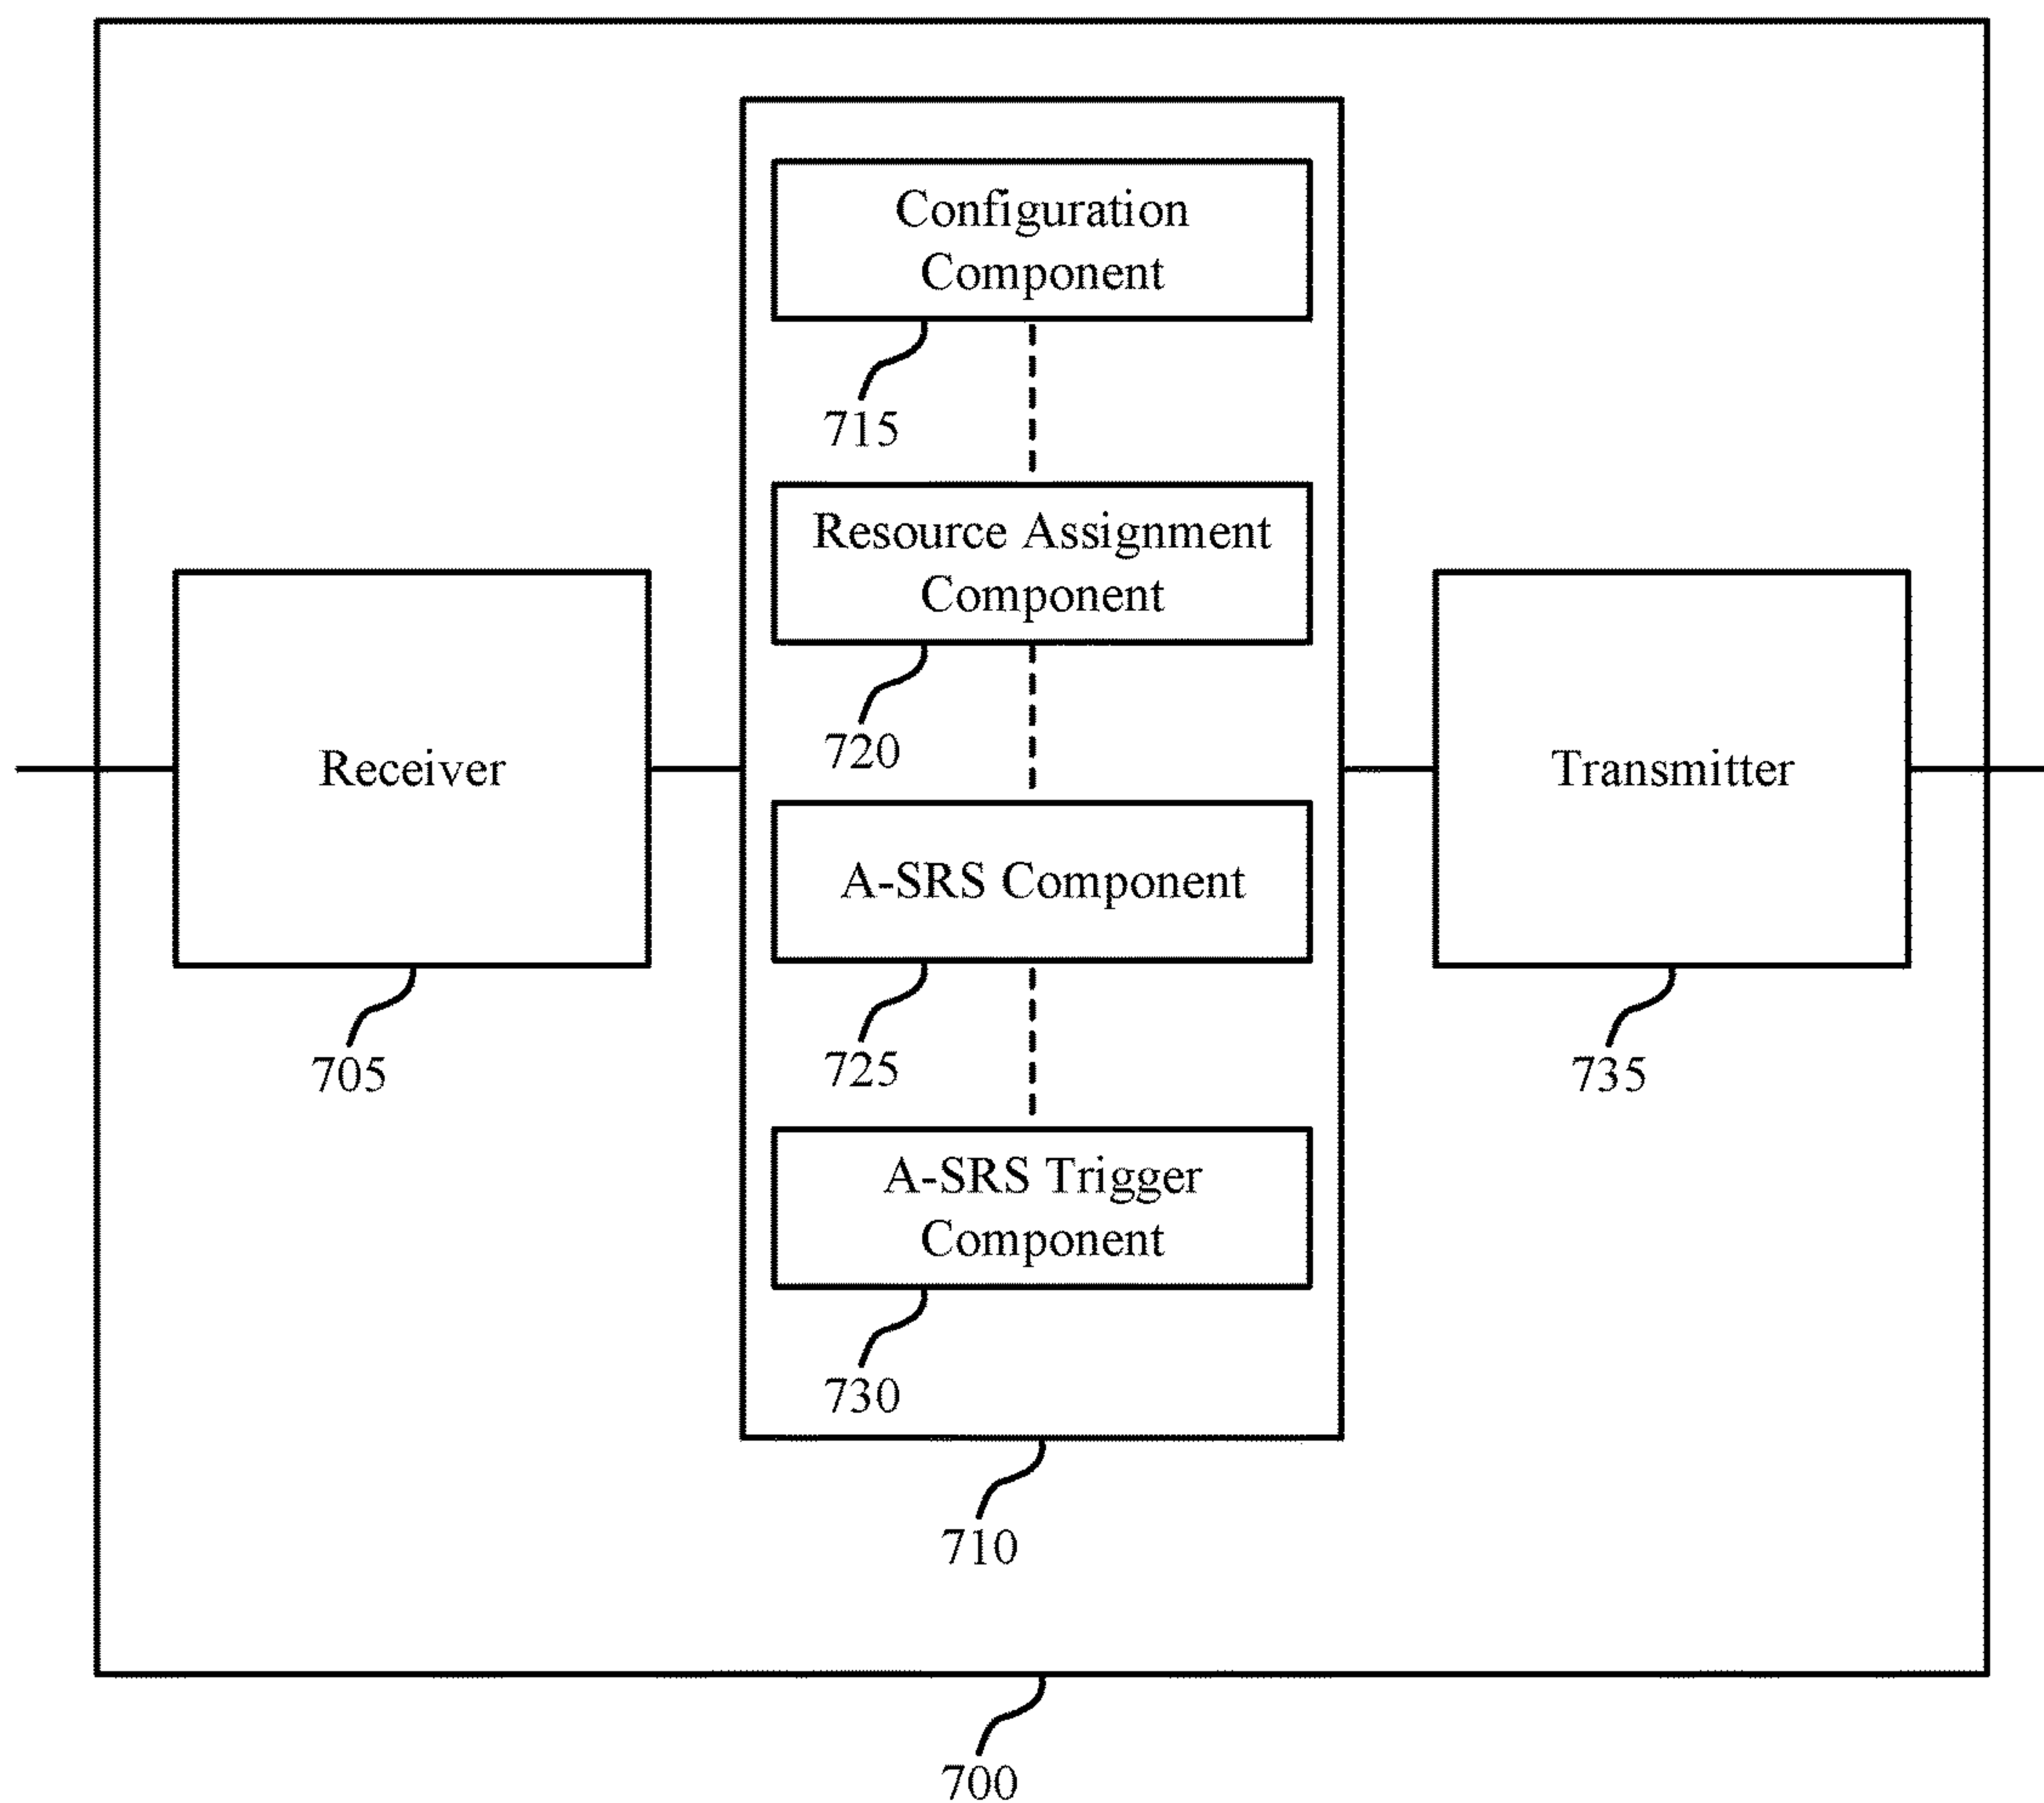 Configuration
Component
715
Resource Assignment
Component
720
Receiver
705
A-SRS Component
725
Transmitter
735
A-SRS Trigger
Component
730
710
700